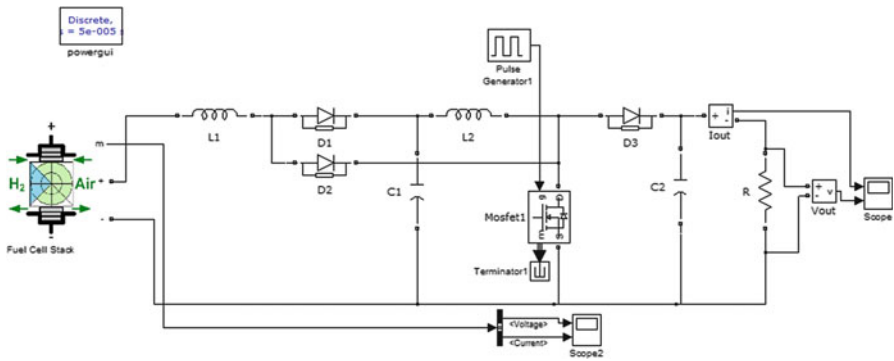 Discrete,
s = 5e-005
powergui
Pulse
Generator1
+
m
+
-
H₂
Air
-
Fuel Cell Stack
L1
D1
D2
C1
L2
D3
g
D
m
S
Mosfet1
Terminator1
C2
+
i
-
Iout
R
+
-
v
Vout
Scope
<Voltage>
<Current>
Scope2